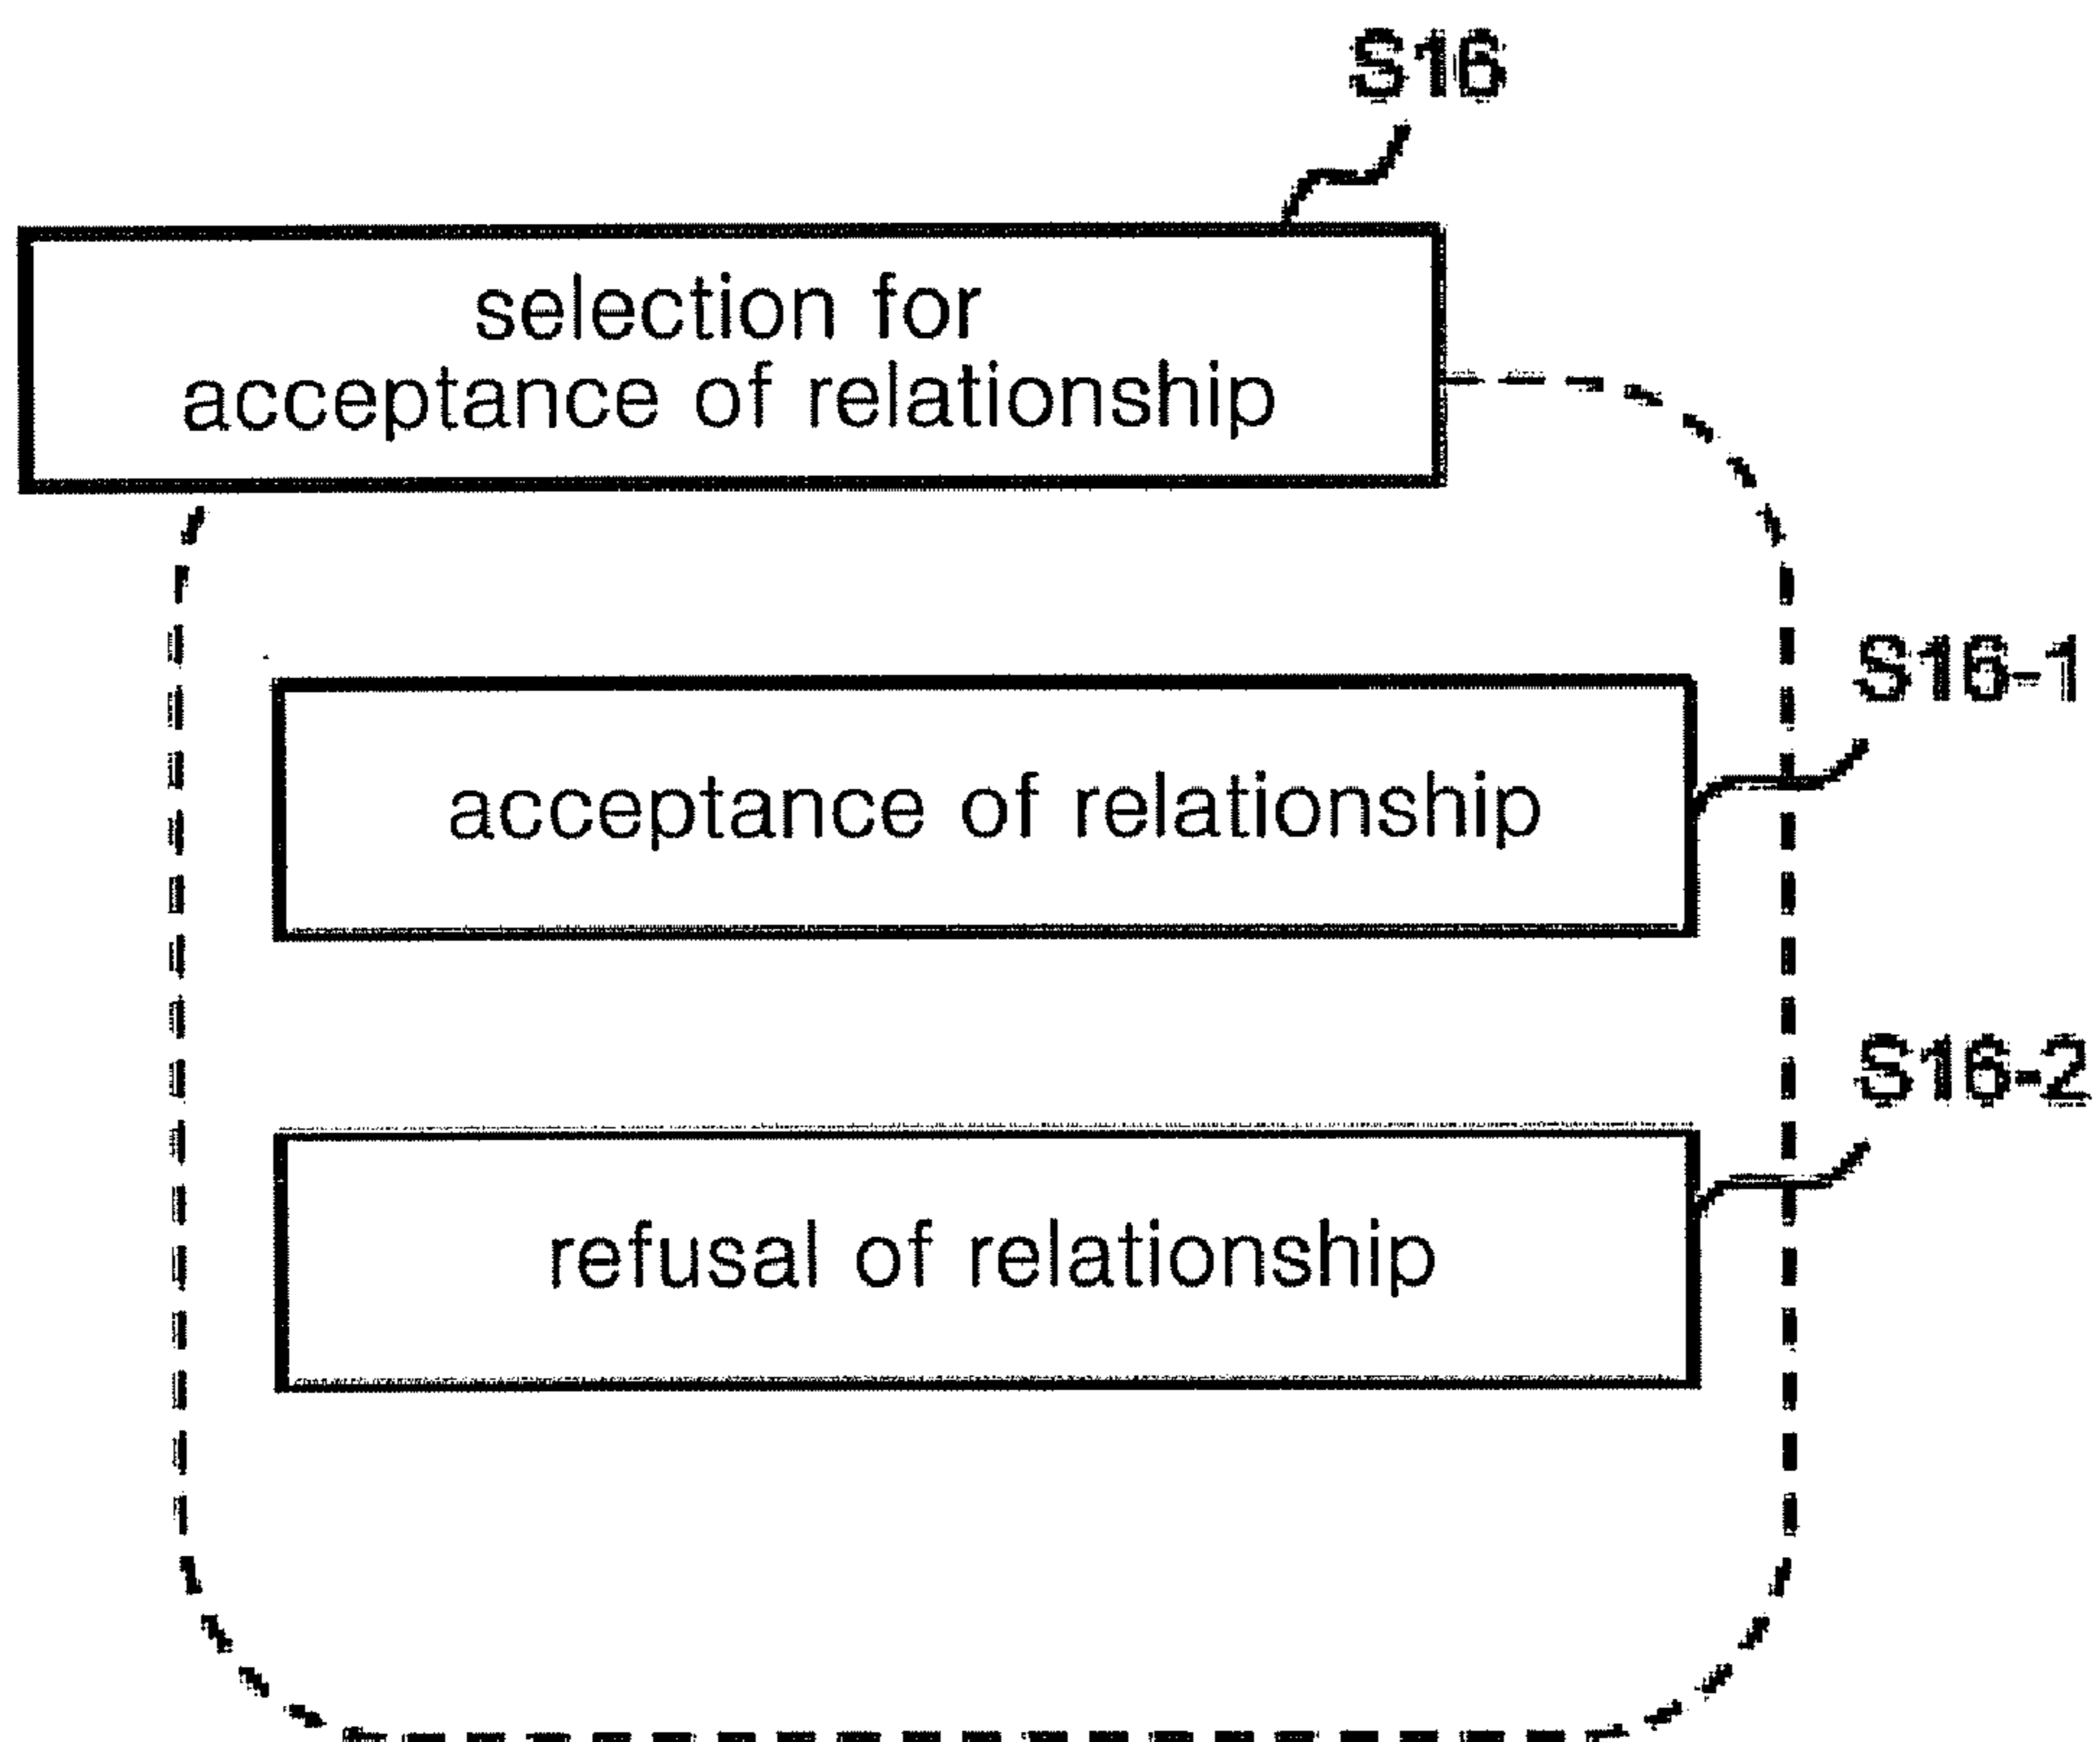 S16
selection for
acceptance of relationship
S16-1
acceptance of relationship
S16-2
refusal of relationship